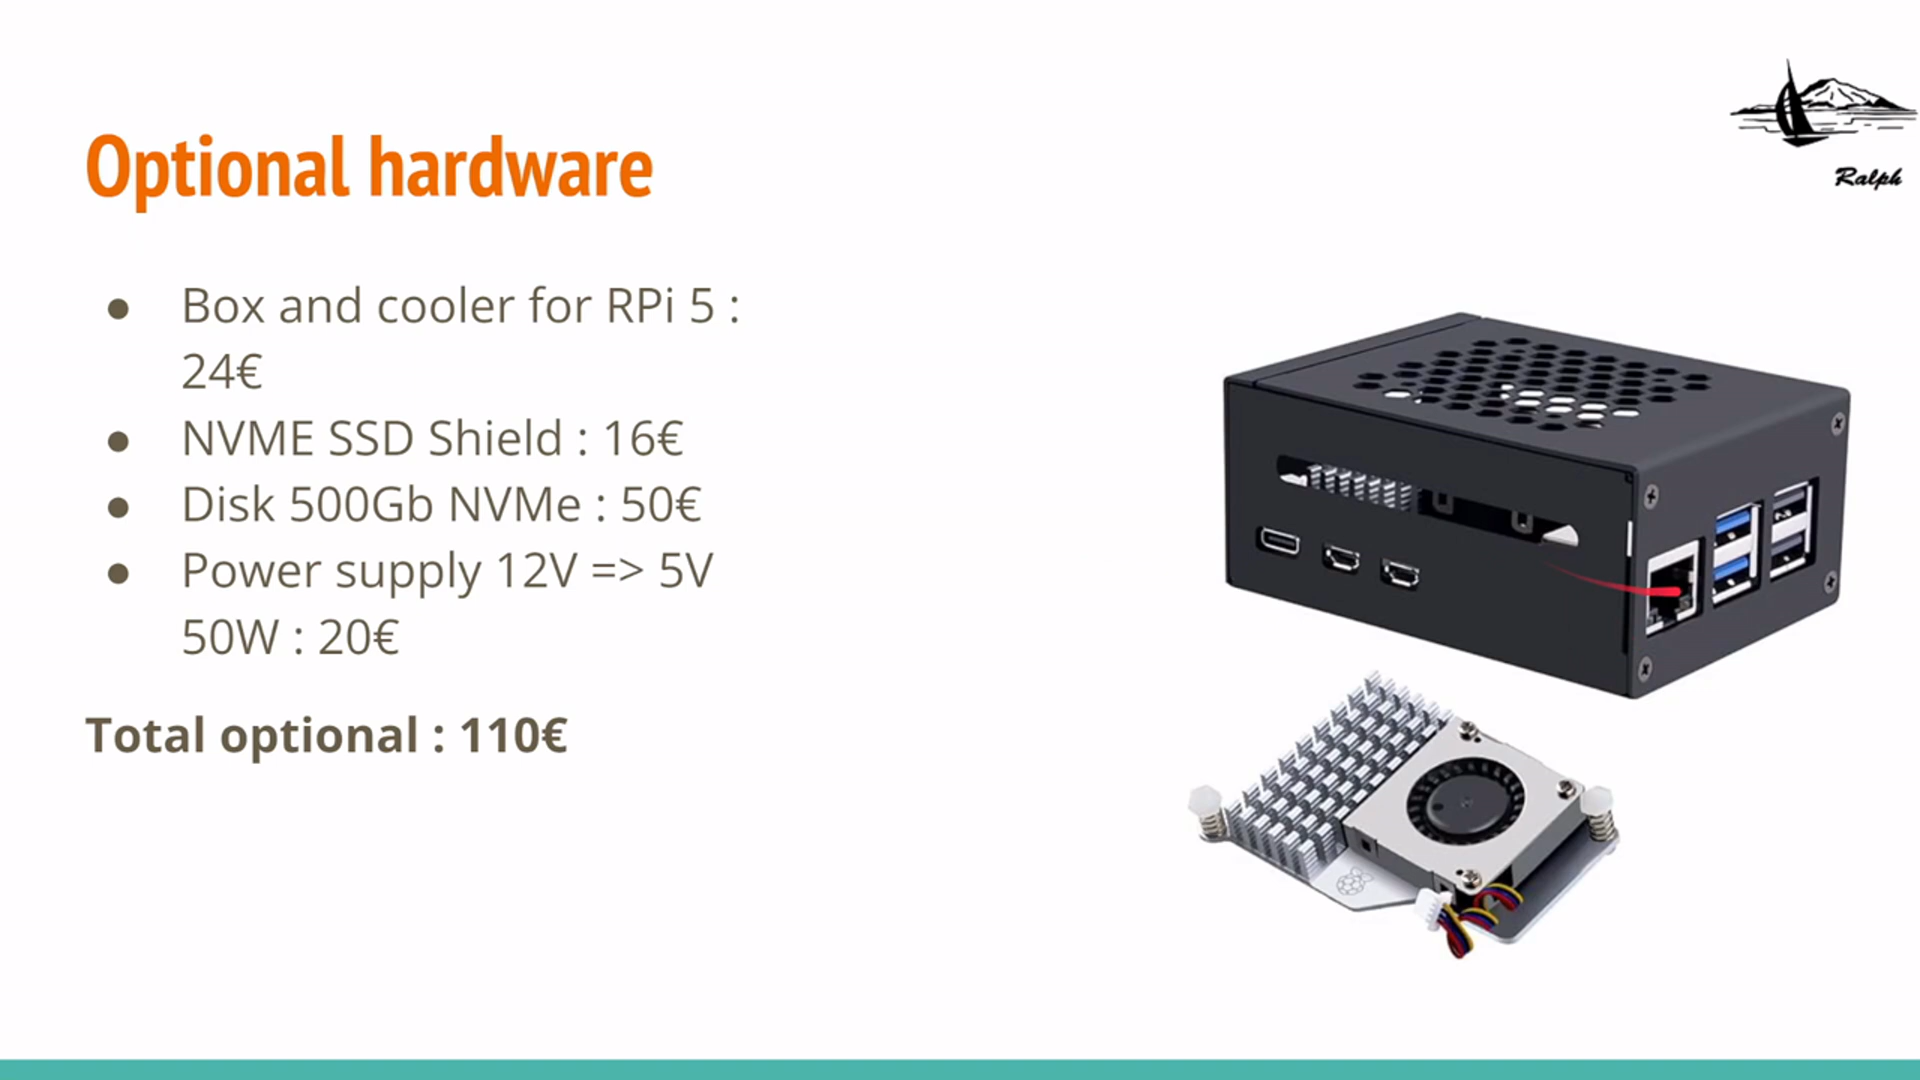 Optional hardware
Ralph
● Box and cooler for RPi 5 :
24€
● NVME SSD Shield : 16€
● Disk 500Gb NVMe : 50€
● Power supply 12V => 5V
50W : 20€
Total optional : 110€